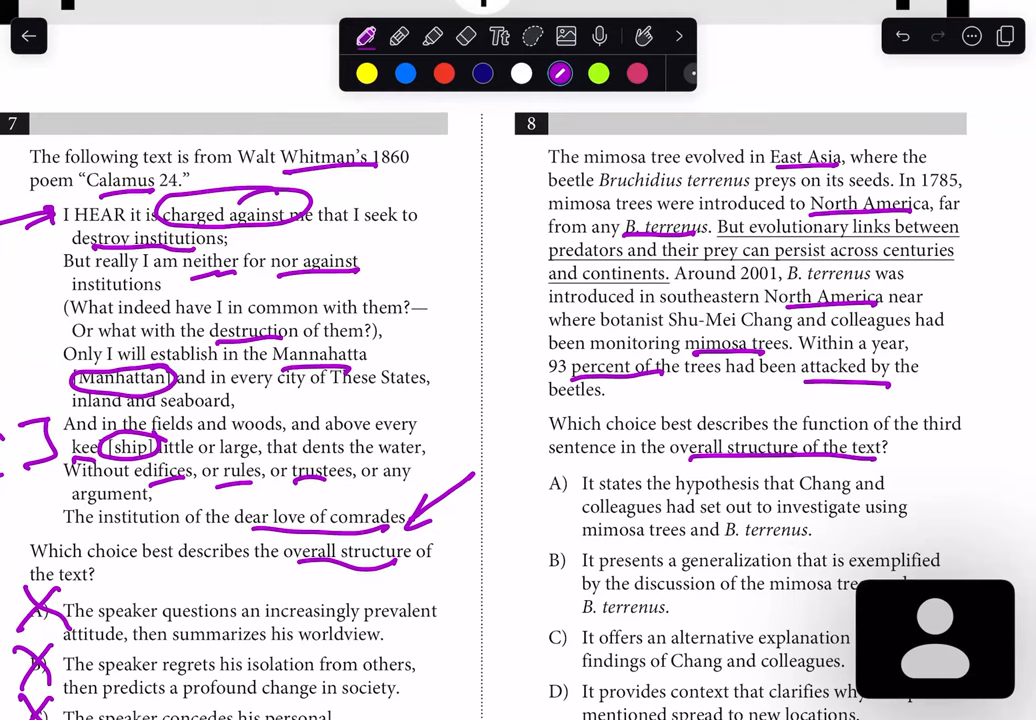 Tt
7
The following text is from Walt Whitman's 1860
poem “Calamus 24.”
I HEAR it is charged against me that I seek to
destroy institutions;
But really I am neither for nor against
institutions
(What indeed have I in common with them?—
Or what with the destruction of them?),
Only I will establish in the Mannahatta
[Manhattan] and in every city of These States,
inland and seaboard,
And in the fields and woods, and above every
keel [ship] little or large, that dents the water,
Without edifices, or rules, or trustees, or any
argument,
The institution of the dear love of comrades.
Which choice best describes the overall structure of
the text?
A) The speaker questions an increasingly prevalent
attitude, then summarizes his worldview.
B) The speaker regrets his isolation from others,
then predicts a profound change in society.
The speaker concedes his personal
8
The mimosa tree evolved in East Asia, where the
beetle Bruchidius terrenus preys on its seeds. In 1785,
mimosa trees were introduced to North America, far
from any B. terrenus. But evolutionary links between
predators and their prey can persist across centuries
and continents. Around 2001, B. terrenus was
introduced in southeastern North America near
where botanist Shu-Mei Chang and colleagues had
been monitoring mimosa trees. Within a year,
93 percent of the trees had been attacked by the
beetles.
Which choice best describes the function of the third
sentence in the overall structure of the text?
A) It states the hypothesis that Chang and
colleagues had set out to investigate using
mimosa trees and B. terrenus.
B) It presents a generalization that is exemplified
by the discussion of the mimosa
B. terrenus.
C) It offers an alternative explanation
findings of Chang and colleagues.
D) It provides context that clarifies why
mentioned spread to new locations.